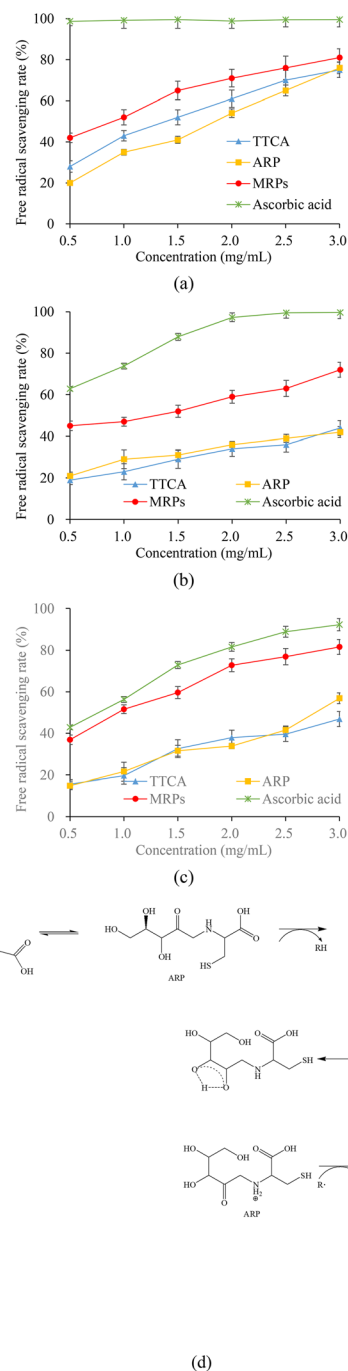 Free radical scavenging rate (%)
100
80
60
40
20
0
TTCA
ARP
MRPs
Ascorbic acid
0.5 1.0 1.5 2.0 2.5 3.0
Concentration (mg/mL)
(a)
Free radical scavenging rate (%)
100
80
60
40
20
0
TTCA ARP
MRPs Ascorbic acid
0.5 1.0 1.5 2.0 2.5 3.0
Concentration (mg/mL)
(b)
Free radical scavenging rate (%)
100
80
60
40
20
0
TTCA ARP
MRPs Ascorbic acid
0.5 1.0 1.5 2.0 2.5 3.0
Concentration (mg/mL)
(c)
OH O H OH
HO N
O O
OH HO OH HS RH
ARP
HO O OH
OH
O SH
H O N
H
HO O OH
OH
SH
HO N
H2 R·
O ⊕
ARP
(d)